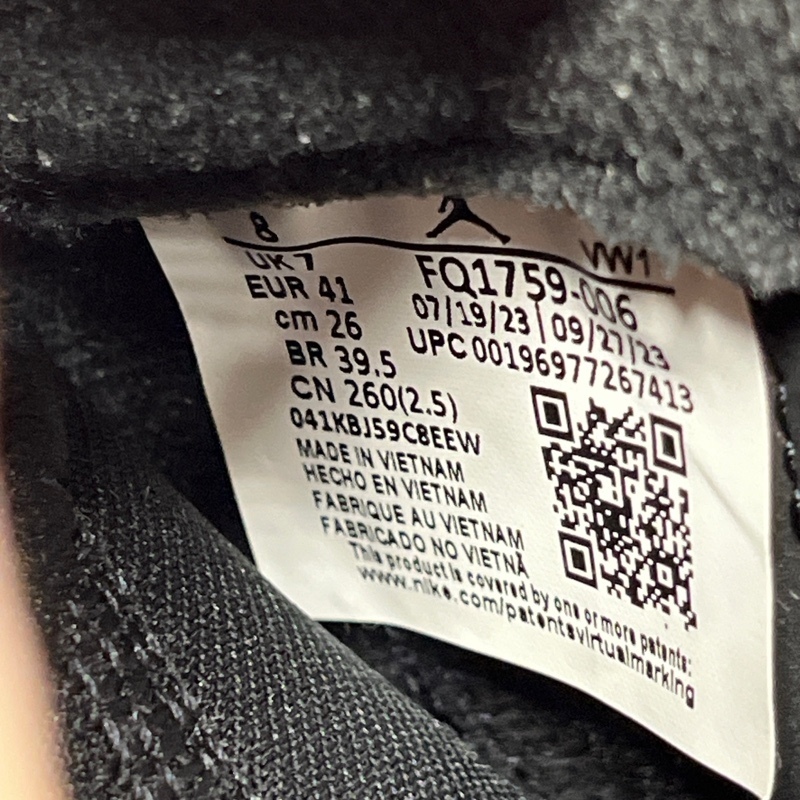 8 VW1
UK 7 FQ1759-006
EUR 41 07/19/23 | 09/27/23
cm 26 UPC 00196977267413
BR 39.5
CN 260(2.5)
041KBJ59C8EEW
MADE IN VIETNAM
HECHO EN VIETNAM
FABRIQUE AU VIETNAM
FABRICADO NO VIETNÃ
This product is covered by one or more patents:
www.nike.com/patentsvirtualmarking